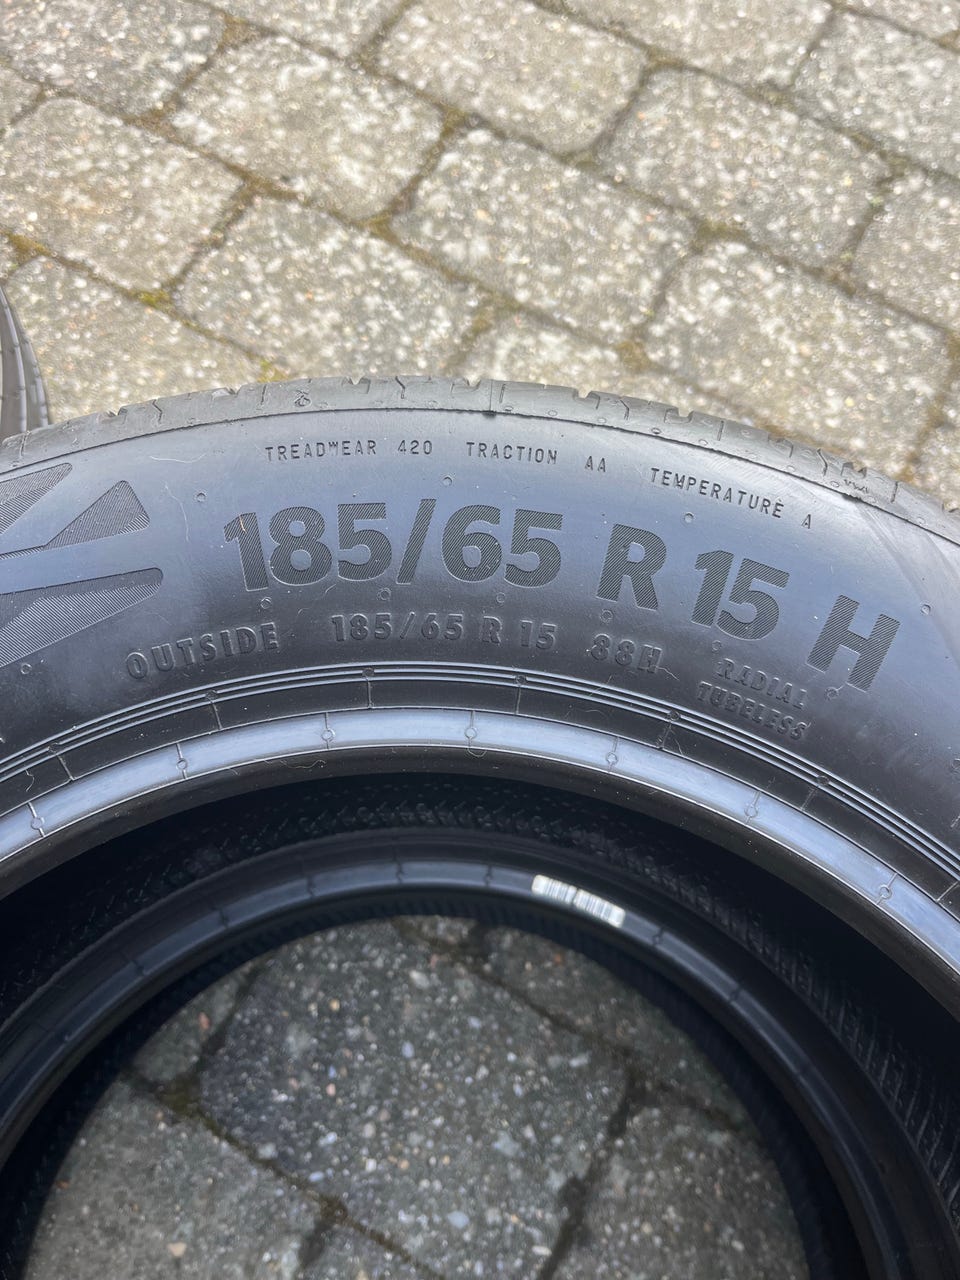 TREADWEAR 420 TRACTION AA TEMPERATURE A
185/65 R 15 H
OUTSIDE 185/65 R 15 88H RADIAL
TUBELESS